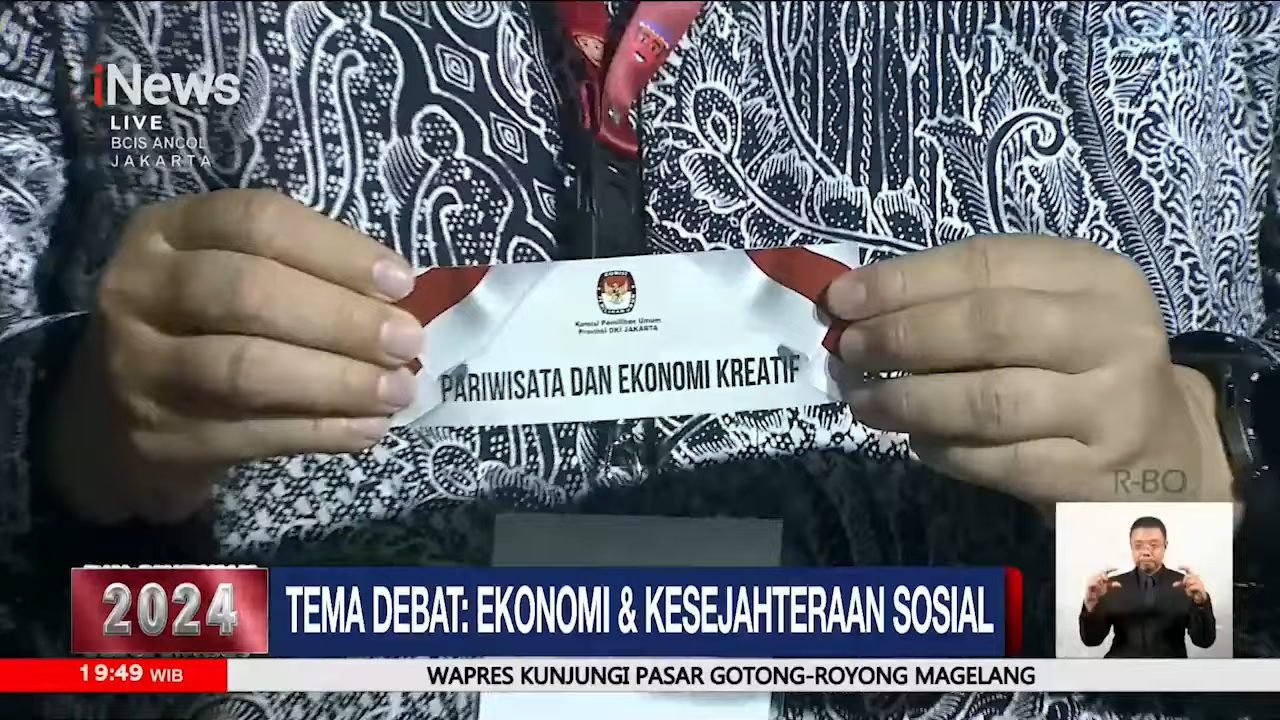 iNews
LIVE
BCIS ANCOL
JAKARTA
Komisi Pemilihan Umum
Provinsi DKI JAKARTA
PARIWISATA DAN EKONOMI KREATIF
R-BO
2024
TEMA DEBAT: EKONOMI & KESEJAHTERAAN SOSIAL
19:49 WIB
WAPRES KUNJUNGI PASAR GOTONG-ROYONG MAGELANG